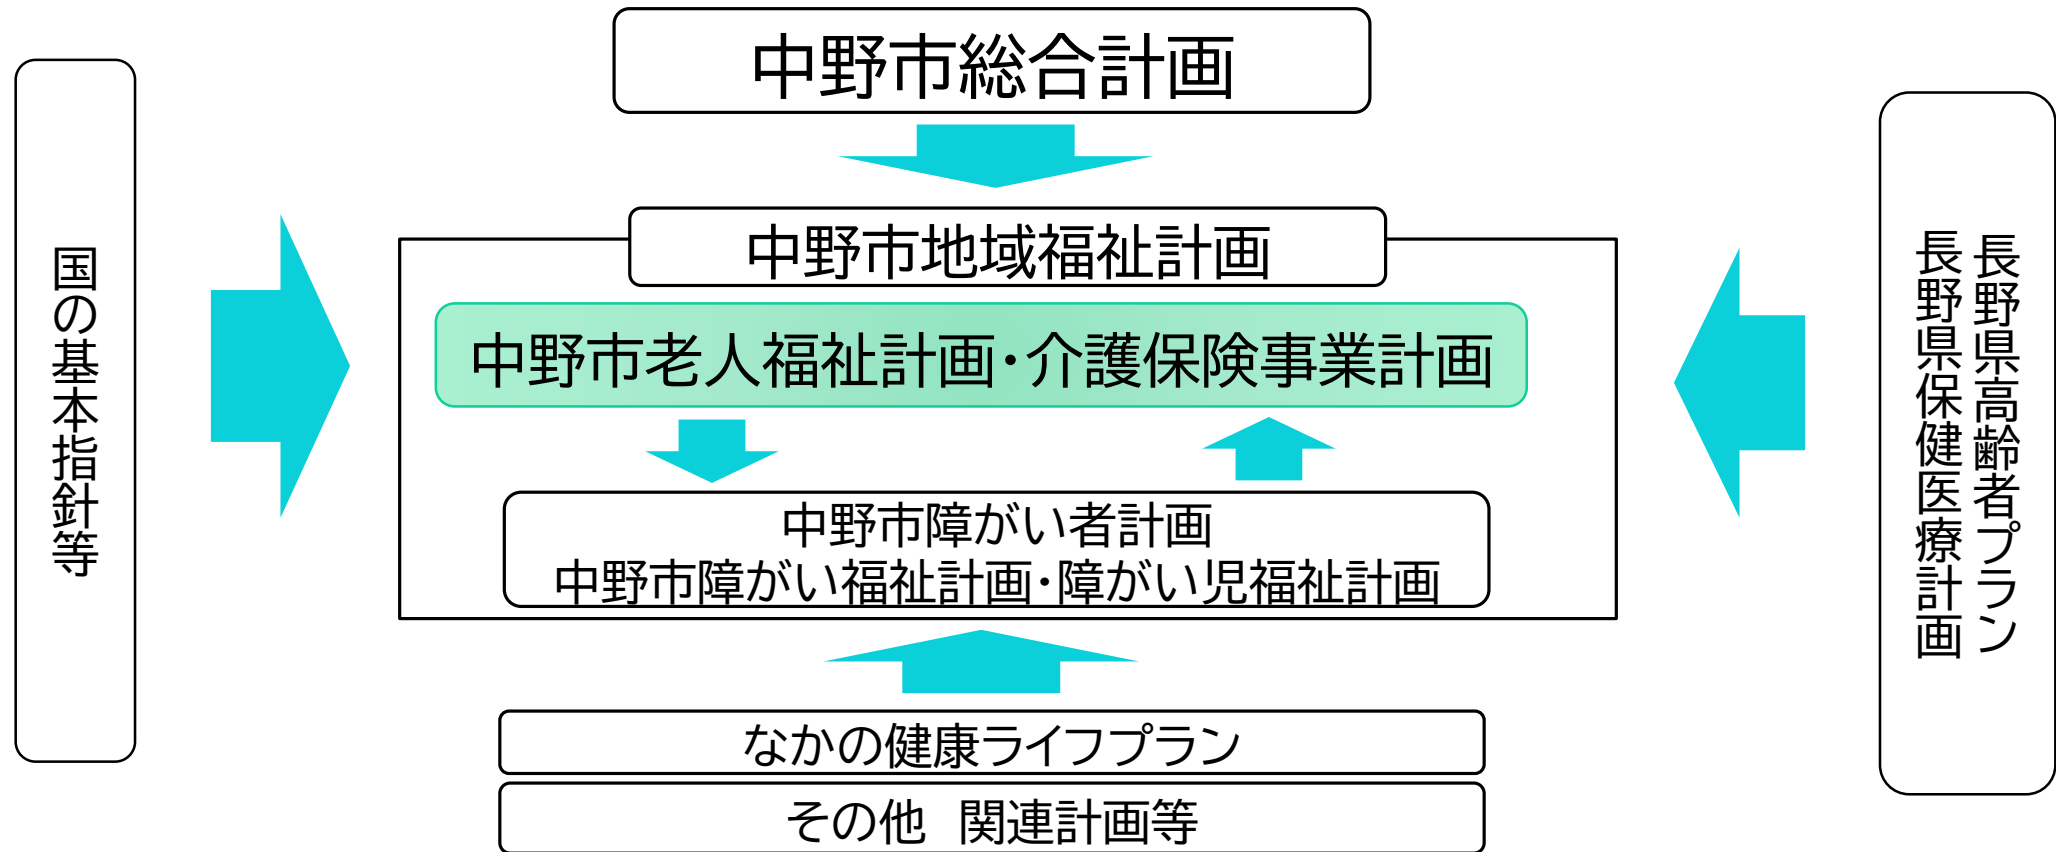 中野市総合計画
国の基本指針等
中野市地域福祉計画
中野市老人福祉計画・介護保険事業計画
中野市障がい者計画
中野市障がい福祉計画・障がい児福祉計画
長野県高齢者プラン
長野県保健医療計画
なかの健康ライフプラン
その他　関連計画等